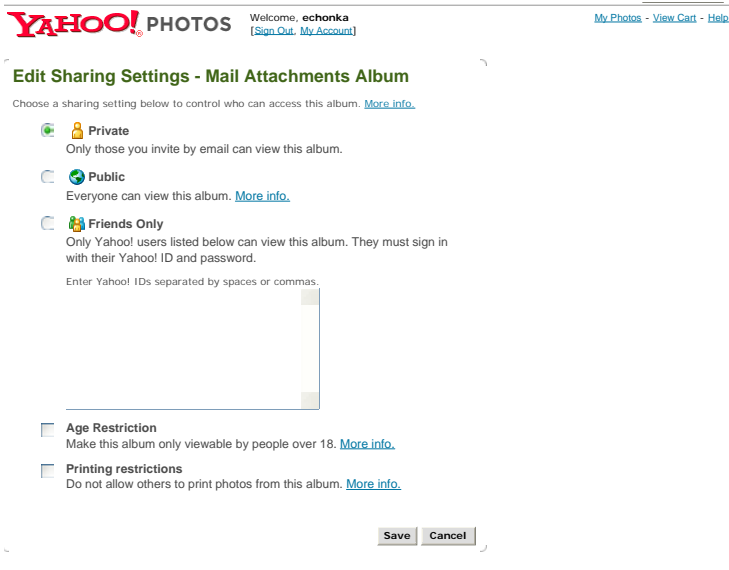 YAHOO! PHOTOS
Welcome, echonka
[Sign Out, My Account]
My Photos - View Cart - Help
Edit Sharing Settings - Mail Attachments Album
Choose a sharing setting below to control who can access this album. More info.
Private
Only those you invite by email can view this album.
Public
Everyone can view this album. More info.
Friends Only
Only Yahoo! users listed below can view this album. They must sign in
with their Yahoo! ID and password.
Enter Yahoo! IDs separated by spaces or commas.
Age Restriction
Make this album only viewable by people over 18. More info.
Printing restrictions
Do not allow others to print photos from this album. More info.
Save Cancel